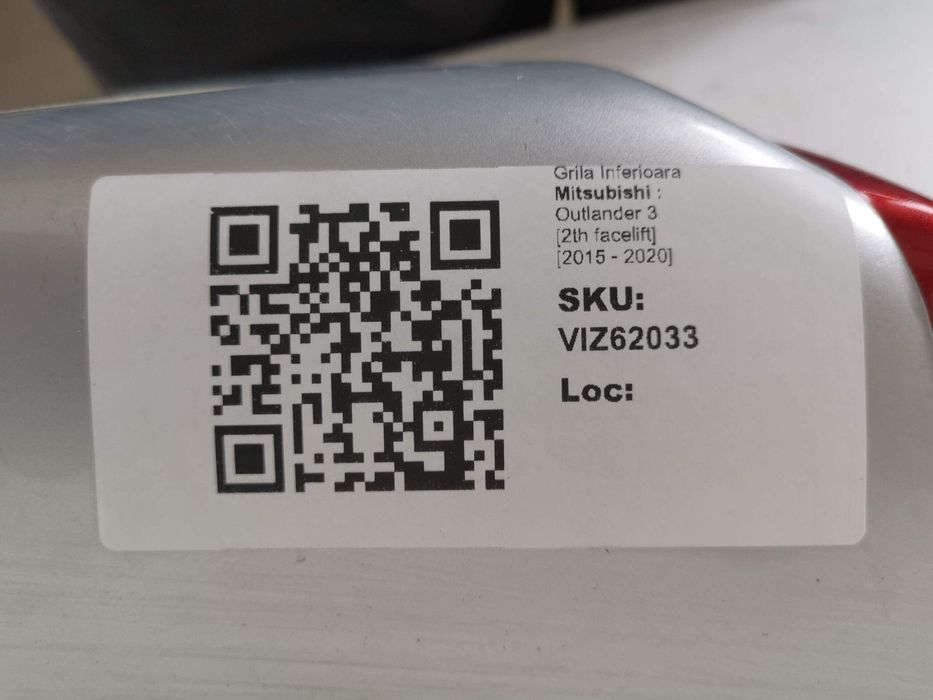 Grila Inferioara
Mitsubishi :
Outlander 3
[2th facelift]
[2015 - 2020]
SKU:
VIZ62033
Loc: